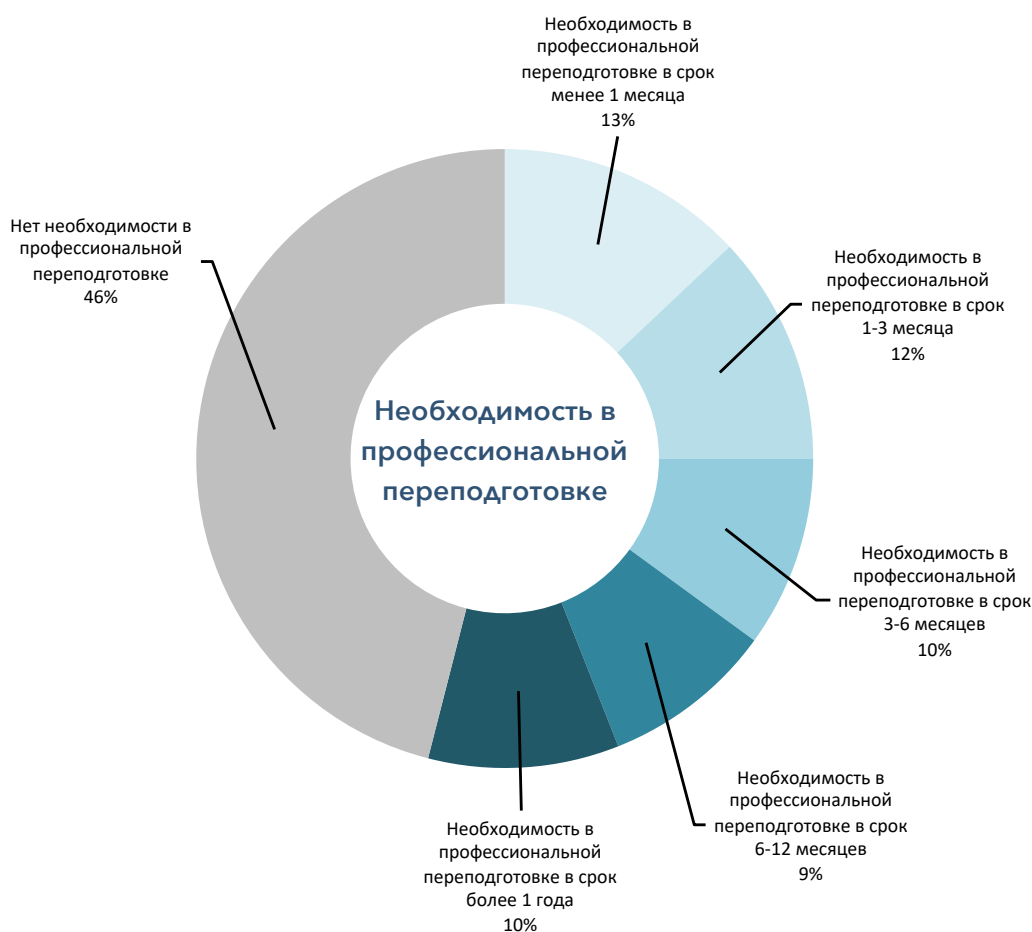 Необходимость в
профессиональной
переподготовке в срок
менее 1 месяца
13%
Нет необходимости в
профессиональной
переподготовке
46%
Необходимость в
профессиональной
переподготовке в срок
1-3 месяца
12%
Необходимость в
профессиональной
переподготовке
Необходимость в
профессиональной
переподготовке в срок
3-6 месяцев
10%
Необходимость в
профессиональной
переподготовке в срок
6-12 месяцев
9%
Необходимость в
профессиональной
переподготовке в срок
более 1 года
10%